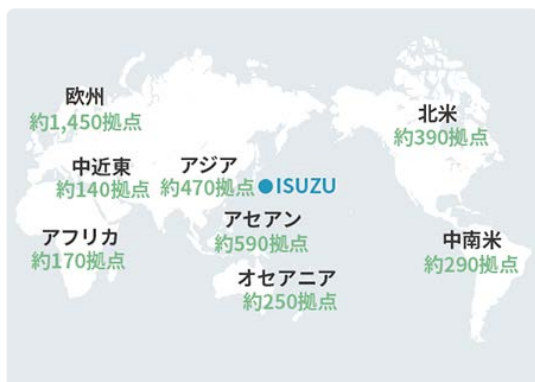 欧州
約1,450拠点
北米
約390拠点
中近東
約140拠点
アジア
約470拠点
ISUZU
アセアン
約590拠点
アフリカ
約170拠点
中南米
約290拠点
オセアニア
約250拠点